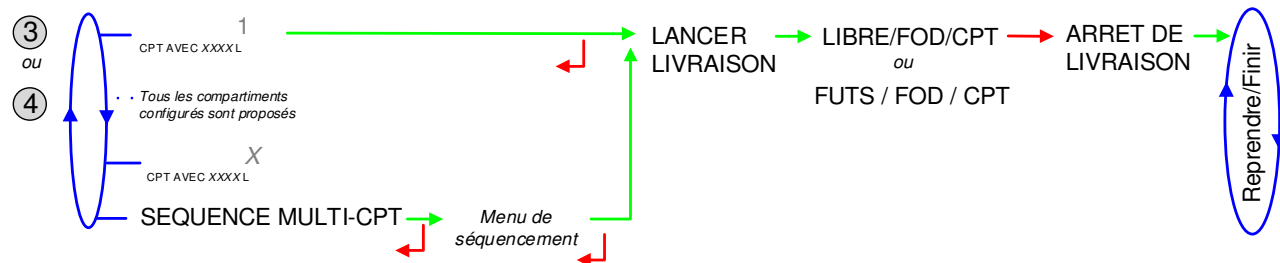 3
ou
4
1
CPT AVEC XXXX L
Tous les compartiments
configurés sont proposés
X
CPT AVEC XXXX L
SEQUENCE MULTI-CPT
Menu de
séquencement
LANCER
LIVRAISON
LIBRE/FOD/CPT
ou
FUTS / FOD / CPT
ARRET DE
LIVRAISON
Reprendre/Finir